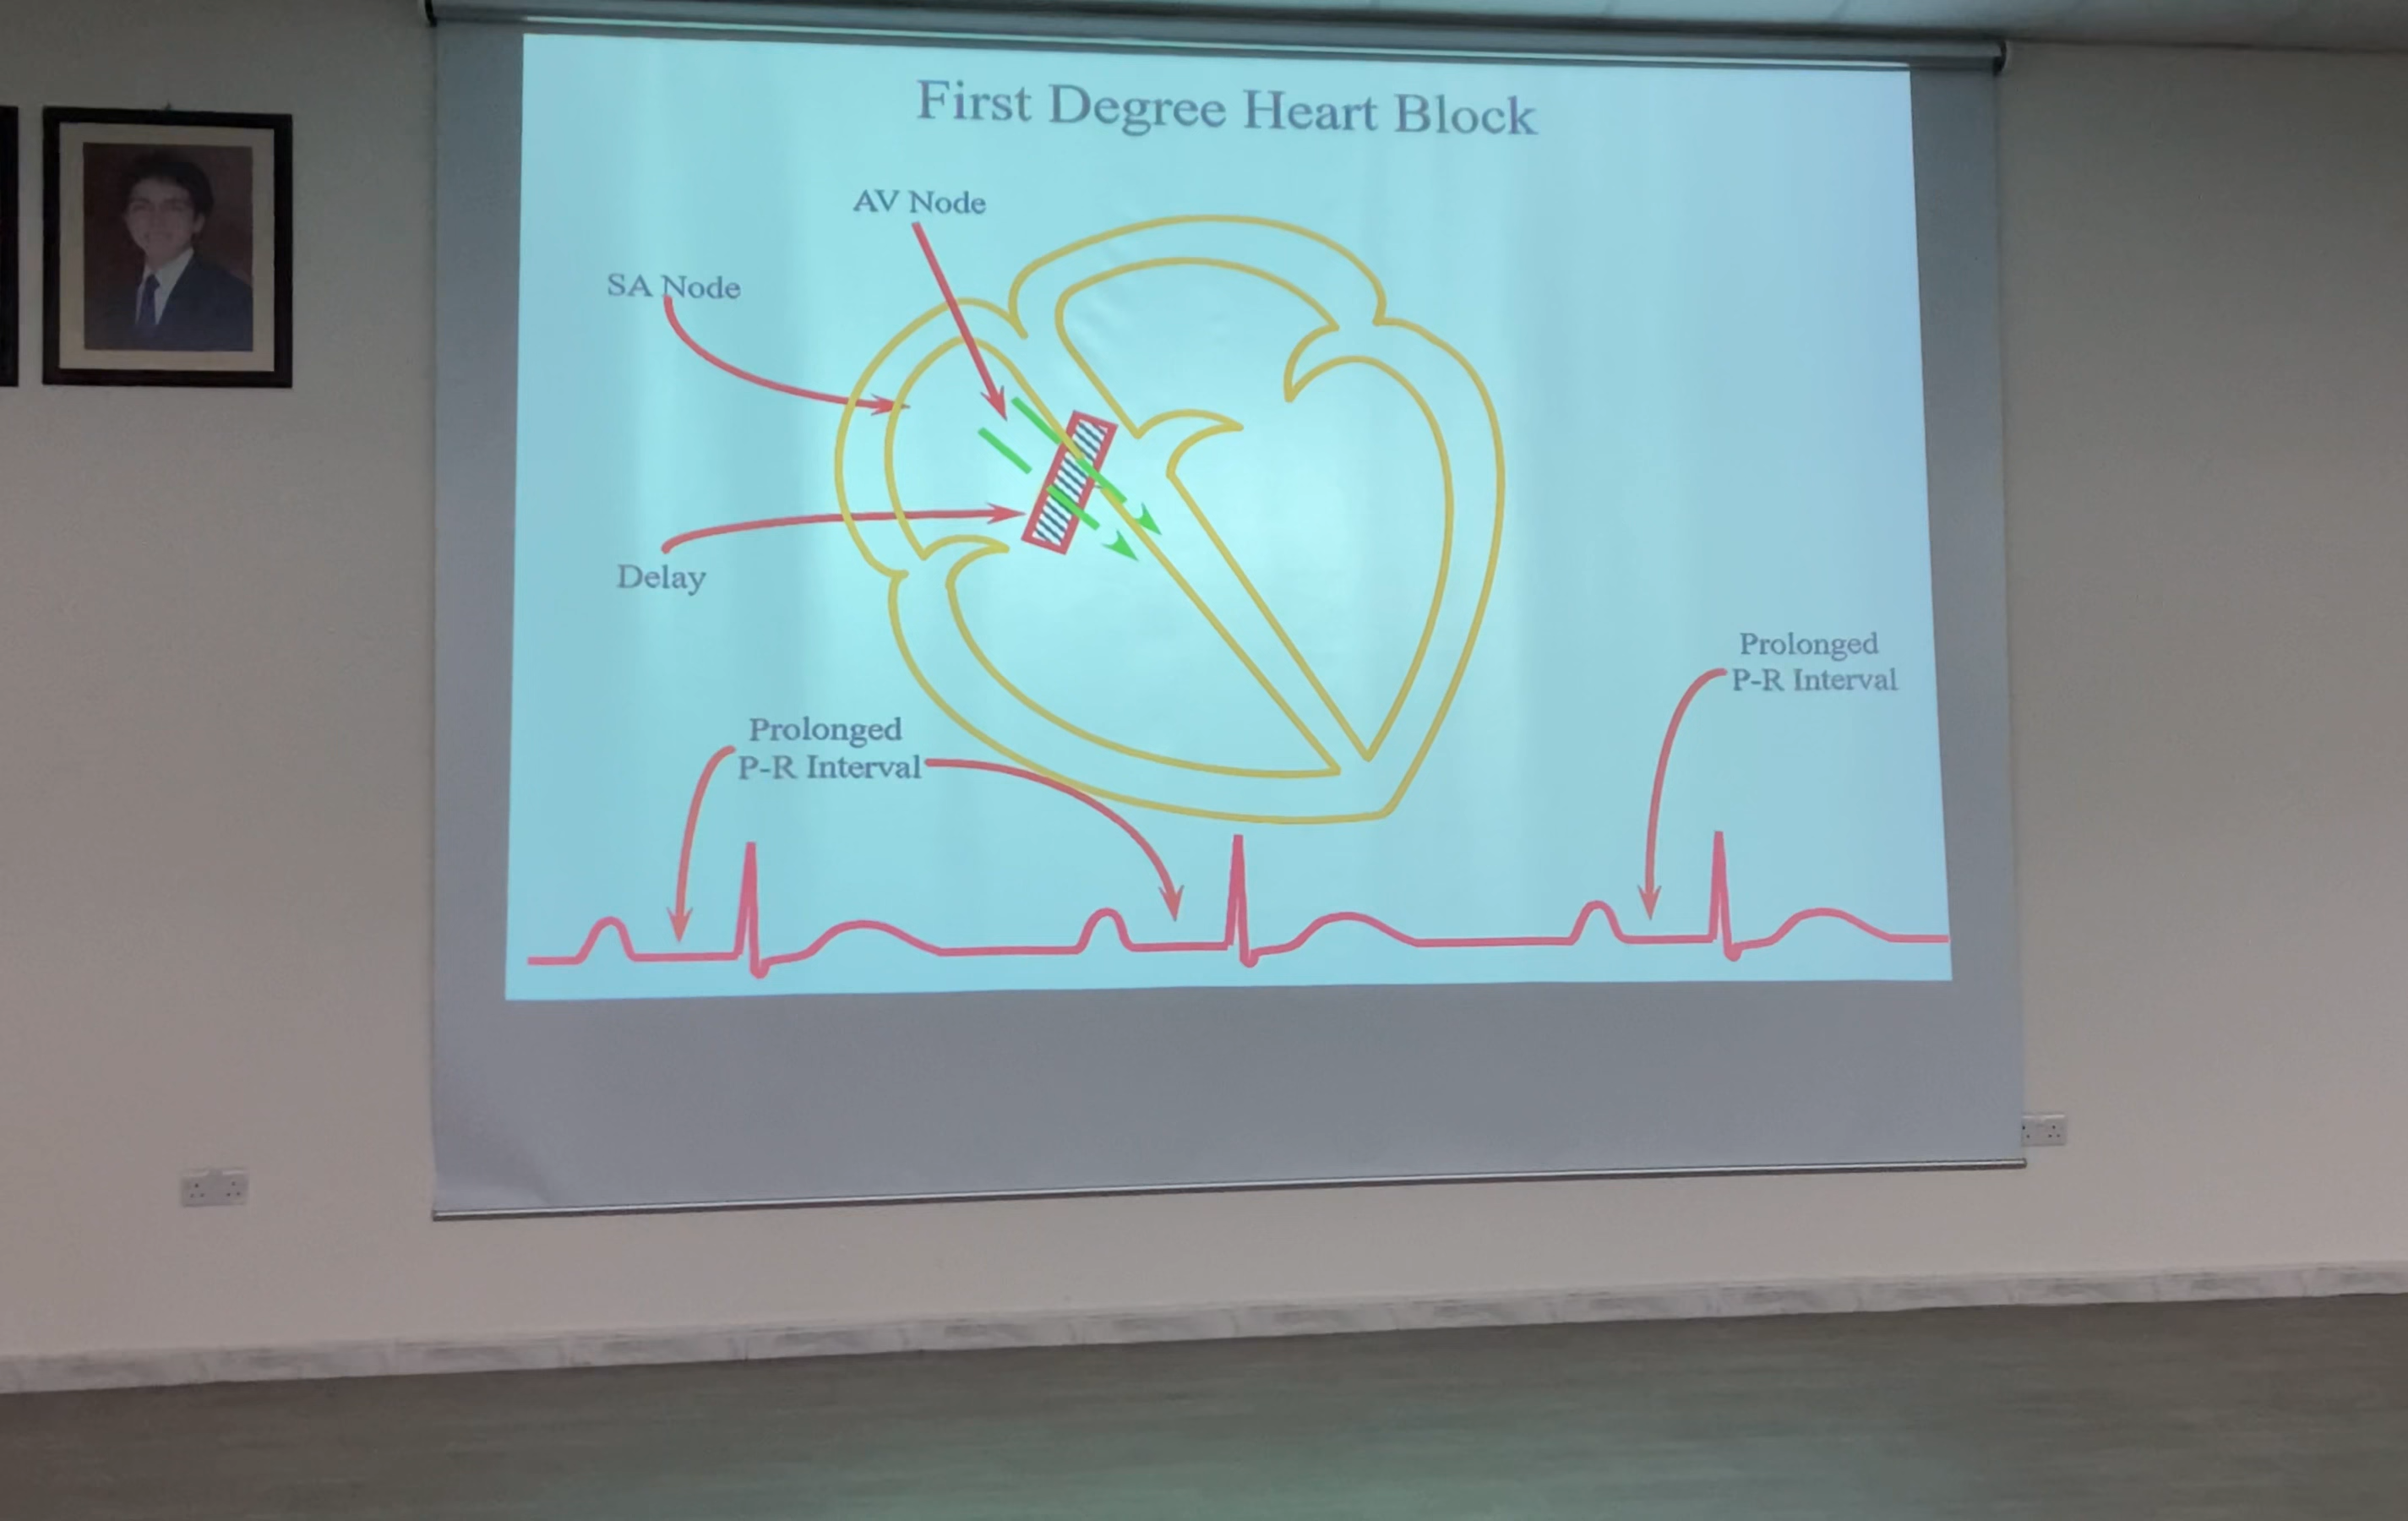 First Degree Heart Block
AV Node
SA Node
Delay
Prolonged
P-R Interval
Prolonged
P-R Interval